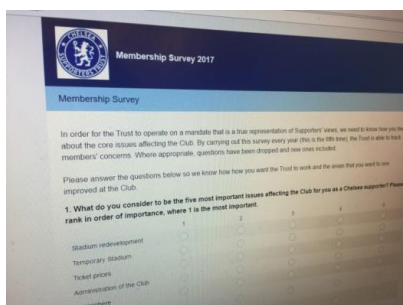 CHELSEA
SUPPORTERS TRUST
Membership Survey 2017
Membership Survey
In order for the Trust to operate on a mandate that is a true representation of Supporters' views, we need to know how you
about the core issues affecting the Club. By carrying out this survey every year (this is the fifth time), the Trust is able to track
members' concerns. Where appropriate, questions have been dropped and new ones included.
Please answer the questions below so we know how how you want the Trust to work and the areas that you want to see
improved at the Club.
1. What do you consider to be the five most important issues affecting the Club for you as a Chelsea supporter? Please
rank in order of importance, where 1 is the most important.
1 2 3 4 5
Stadium redevelopment
Temporary Stadium
Ticket prices
Administration of the Club